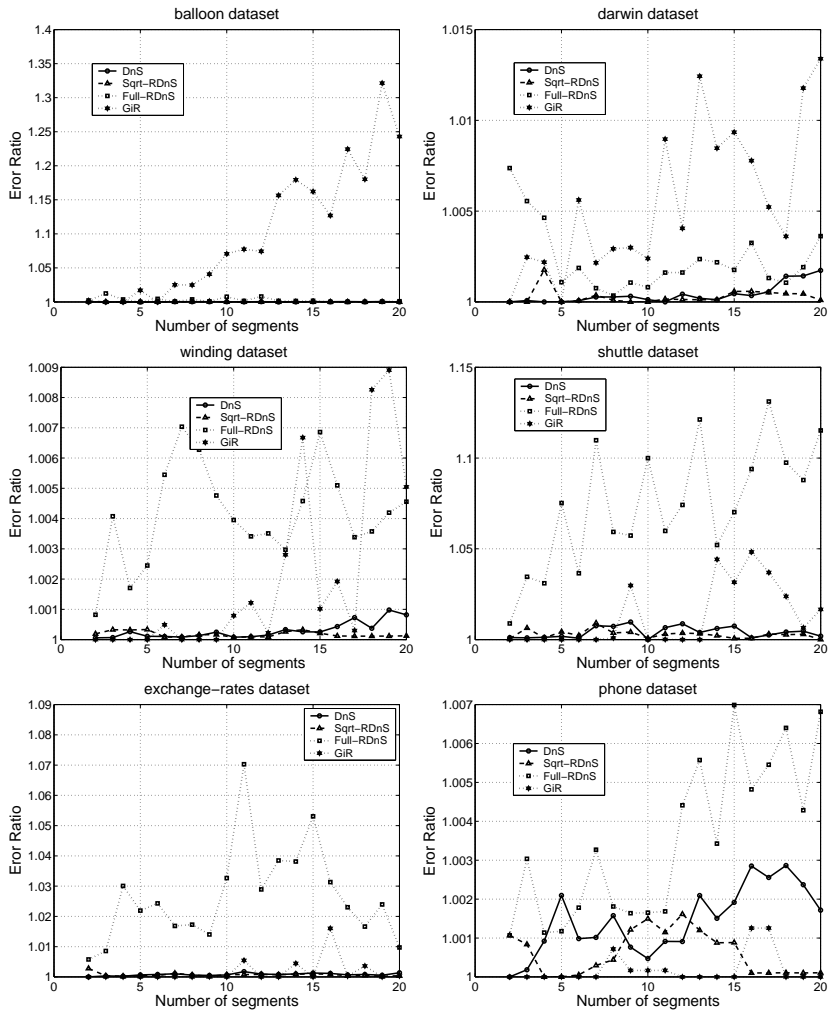 balloon dataset
1.4
1.35
1.3
1.25
1.2
1.15
1.1
1.05
1
0
5
10
15
20
Eror Ratio
Number of segments
DnS
Sqrt−RDnS
Full−RDnS
GiR
darwin dataset
1.015
1.01
1.005
1
0
5
10
15
20
Eror Ratio
Number of segments
DnS
Sqrt−RDnS
Full−RDnS
GiR
winding dataset
1.009
1.008
1.007
1.006
1.005
1.004
1.003
1.002
1.001
1
0
5
10
15
20
Eror Ratio
Number of segments
DnS
Sqrt−RDnS
Full−RDnS
GiR
shuttle dataset
1.15
1.1
1.05
1
0
5
10
15
20
Eror Ratio
Number of segments
DnS
Sqrt−RDnS
Full−RDnS
GiR
exchange−rates dataset
1.09
1.08
1.07
1.06
1.05
1.04
1.03
1.02
1.01
1
0
5
10
15
20
Eror Ratio
Number of segments
DnS
Sqrt−RDnS
Full−RDnS
GiR
phone dataset
1.007
1.006
1.005
1.004
1.003
1.002
1.001
1
0
5
10
15
20
Eror Ratio
Number of segments
DnS
Sqrt−RDnS
Full−RDnS
GiR